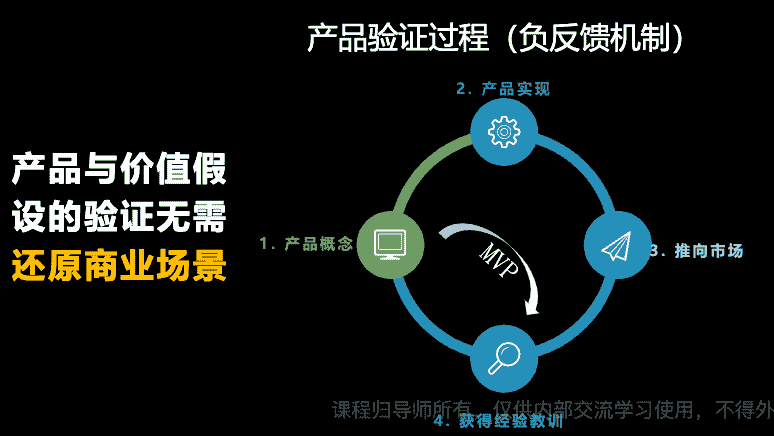 产品验证过程（负反馈机制）
2. 产品实现
产品与价值假
设的验证无需
还原商业场景
1. 产品概念
MVP
3. 推向市场
课程归导师所有，仅供内部交流学习使用，不得外
4. 获得经验教训